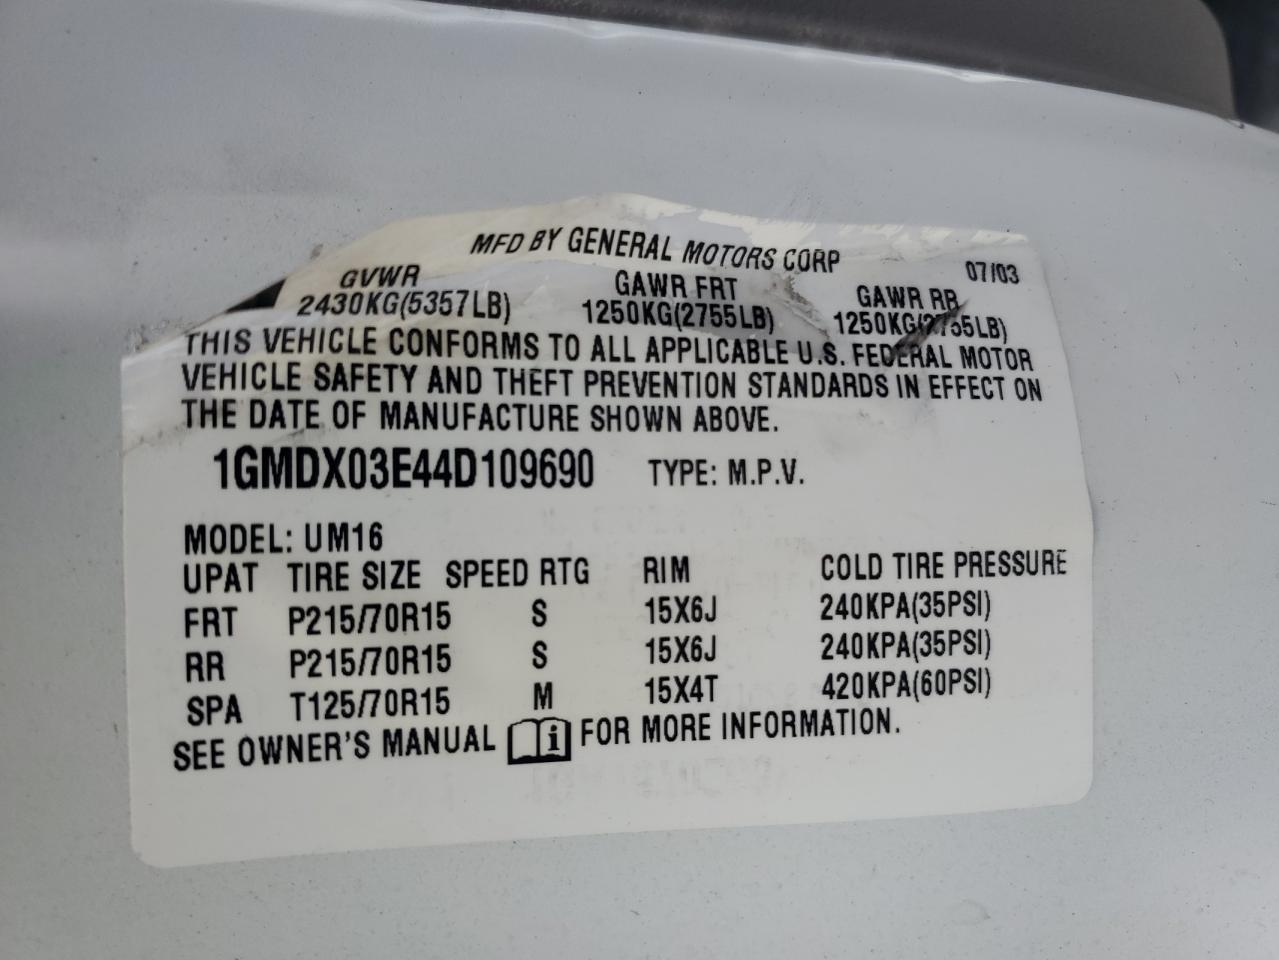 MFD BY GENERAL MOTORS CORP 07/03
GVWR GAWR FRT GAWR RR
2430KG(5357LB) 1250KG(2755LB) 1250KG(2755LB)
THIS VEHICLE CONFORMS TO ALL APPLICABLE U.S. FEDERAL MOTOR
VEHICLE SAFETY AND THEFT PREVENTION STANDARDS IN EFFECT ON
THE DATE OF MANUFACTURE SHOWN ABOVE.
1GMDX03E44D109690 TYPE: M.P.V.
MODEL: UM16
UPAT TIRE SIZE SPEED RTG RIM COLD TIRE PRESSURE
FRT P215/70R15 S 15X6J 240KPA(35PSI)
RR P215/70R15 S 15X6J 240KPA(35PSI)
SPA T125/70R15 M 15X4T 420KPA(60PSI)
SEE OWNER'S MANUAL i FOR MORE INFORMATION.